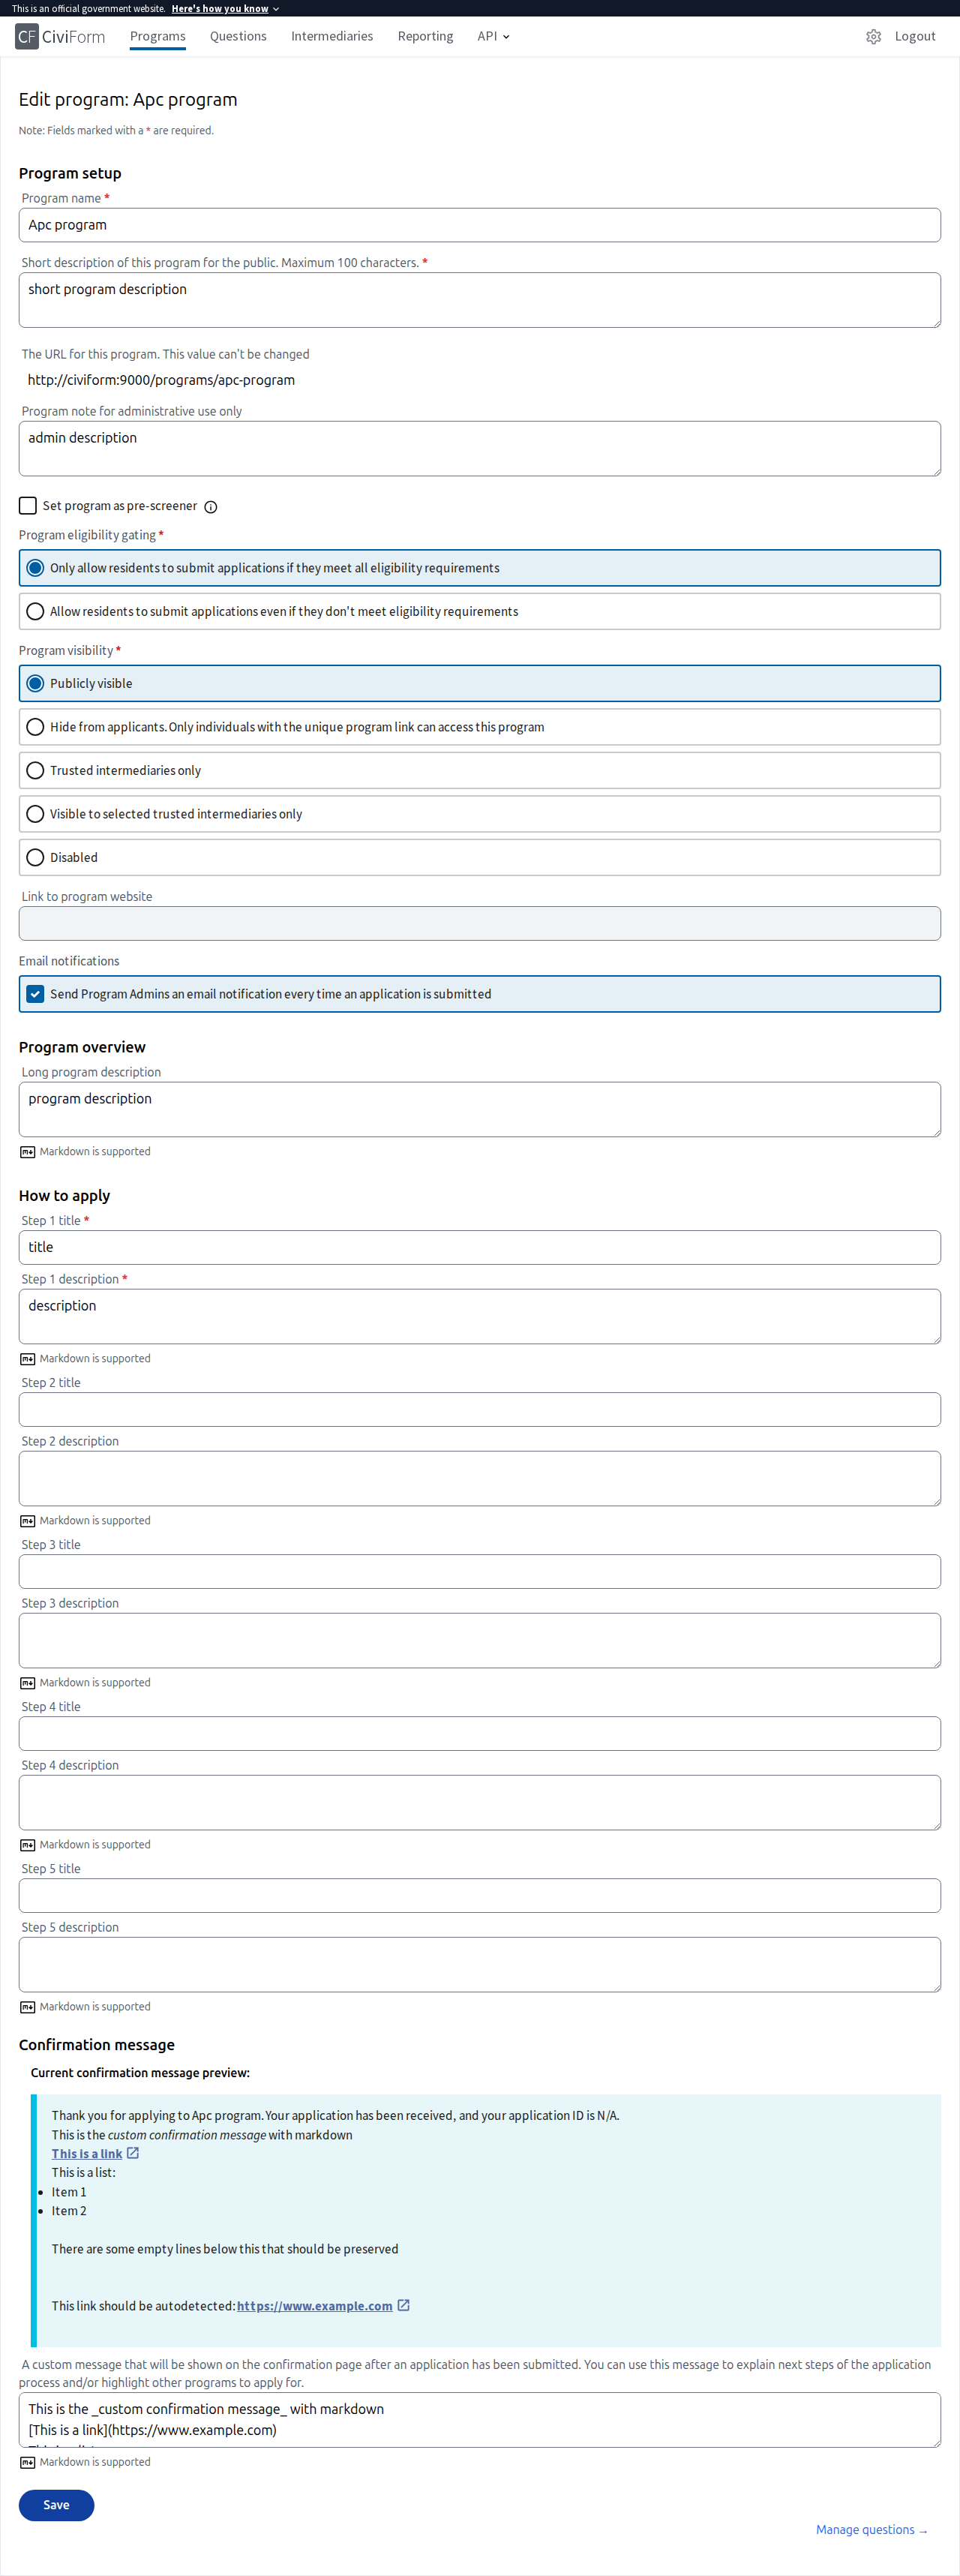 This is an official government website. Here's how you know
CF CiviForm Programs Questions Intermediaries Reporting API Logout
Edit program: Apc program
Note: Fields marked with a * are required.
Program setup
Program name *
Apc program
Short description of this program for the public. Maximum 100 characters. *
short program description
The URL for this program. This value can't be changed
http://civiform:9000/programs/apc-program
Program note for administrative use only
admin description
Set program as pre-screener
Program eligibility gating *
Only allow residents to submit applications if they meet all eligibility requirements
Allow residents to submit applications even if they don't meet eligibility requirements
Program visibility *
Publicly visible
Hide from applicants. Only individuals with the unique program link can access this program
Trusted intermediaries only
Visible to selected trusted intermediaries only
Disabled
Link to program website
Email notifications
Send Program Admins an email notification every time an application is submitted
Program overview
Long program description
program description
Markdown is supported
How to apply
Step 1 title *
title
Step 1 description *
description
Markdown is supported
Step 2 title
Step 2 description
Markdown is supported
Step 3 title
Step 3 description
Markdown is supported
Step 4 title
Step 4 description
Markdown is supported
Step 5 title
Step 5 description
Markdown is supported
Confirmation message
Current confirmation message preview:
Thank you for applying to Apc program. Your application has been received, and your application ID is N/A.
This is the custom confirmation message with markdown
This is a link
This is a list:
• Item 1
• Item 2
There are some empty lines below this that should be preserved
This link should be autodetected: https://www.example.com
A custom message that will be shown on the confirmation page after an application has been submitted. You can use this message to explain next steps of the application
process and/or highlight other programs to apply for.
This is the _custom confirmation message_ with markdown
[This is a link](https://www.example.com)
Markdown is supported
Save
Manage questions →